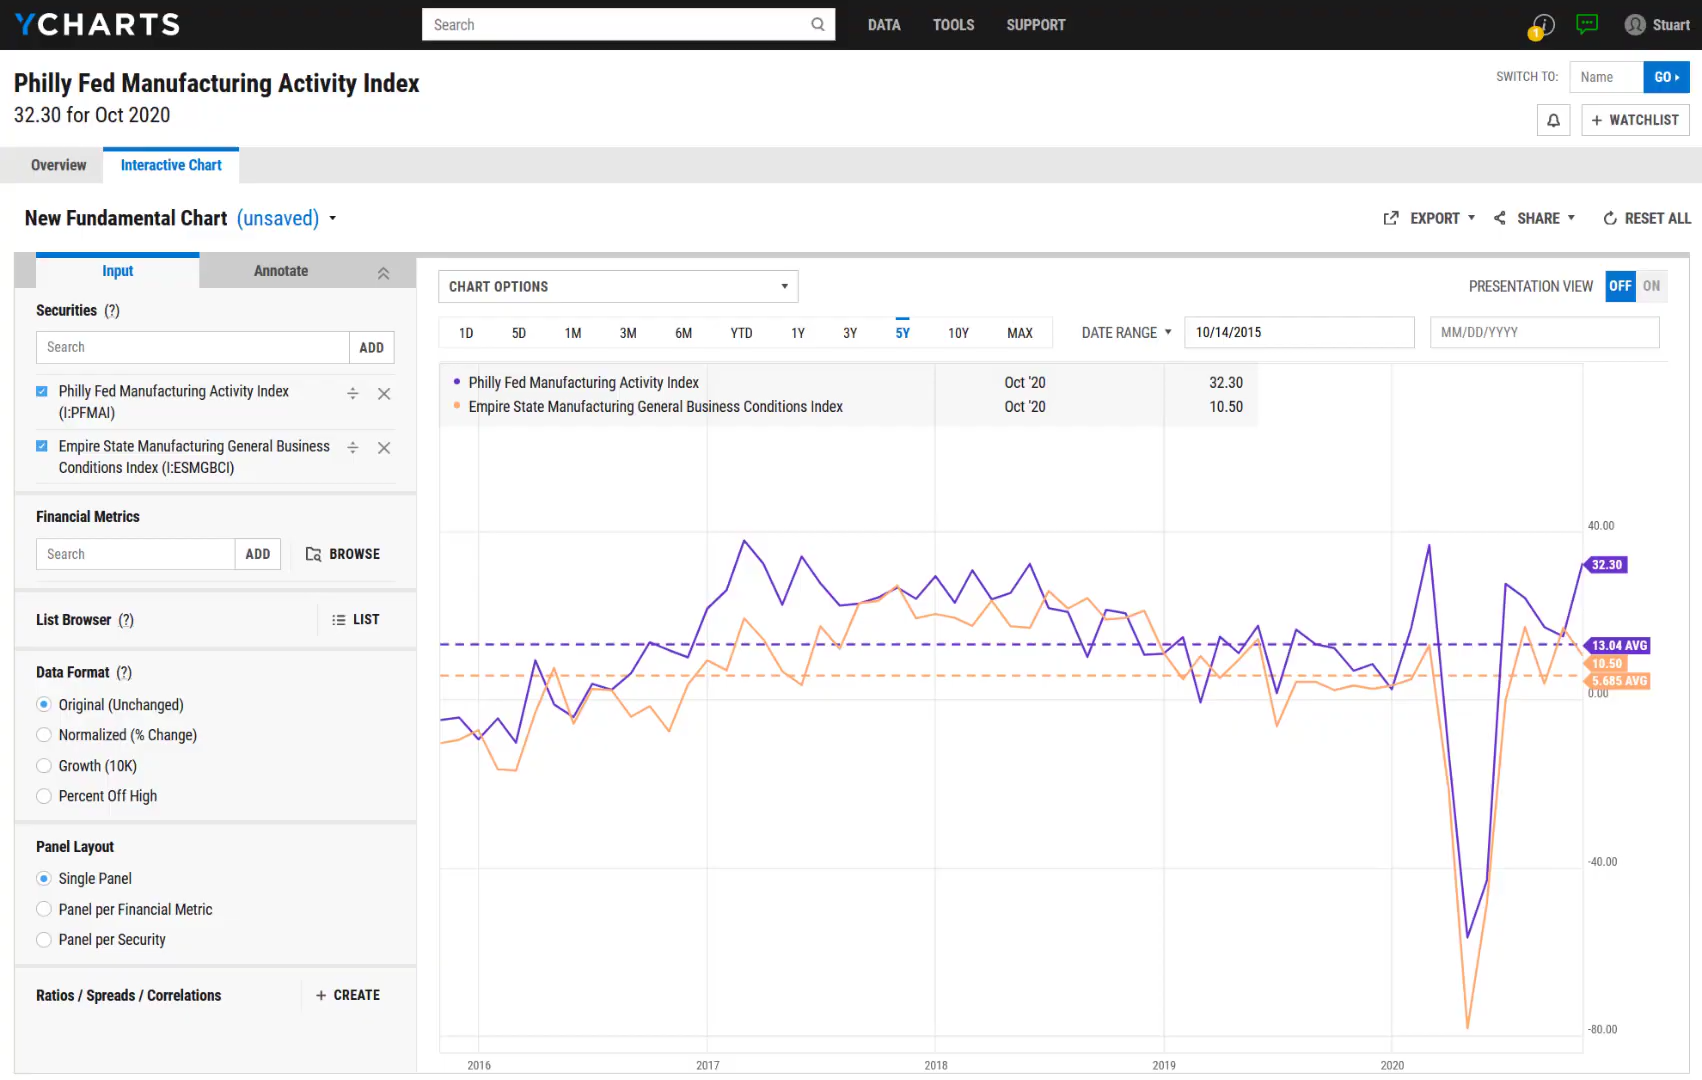 YCHARTS
Search
DATA
TOOLS
SUPPORT
1
Stuart
Philly Fed Manufacturing Activity Index
32.30 for Oct 2020
SWITCH TO:
Name
GO
+ WATCHLIST
Overview
Interactive Chart
New Fundamental Chart (unsaved)
EXPORT
SHARE
RESET ALL
Input
Annotate
Securities (?)
Search
ADD
Philly Fed Manufacturing Activity Index
(I:PFMAI)
Empire State Manufacturing General Business
Conditions Index (I:ESMGBCI)
Financial Metrics
Search
ADD
BROWSE
List Browser (?)
LIST
Data Format (?)
Original (Unchanged)
Normalized (% Change)
Growth (10K)
Percent Off High
Panel Layout
Single Panel
Panel per Financial Metric
Panel per Security
Ratios / Spreads / Correlations
+ CREATE
CHART OPTIONS
PRESENTATION VIEW
OFF
ON
1D
5D
1M
3M
6M
YTD
1Y
3Y
5Y
10Y
MAX
DATE RANGE
10/14/2015
MM/DD/YYYY
Philly Fed Manufacturing Activity Index
Oct '20
32.30
Empire State Manufacturing General Business Conditions Index
Oct '20
10.50
40.00
32.30
13.04 AVG
10.50
5.685 AVG
0.00
-40.00
-80.00
2016
2017
2018
2019
2020